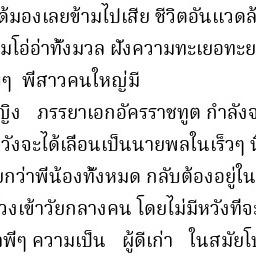 ด้มองเลยข้ามไปเสีย ชีวิตอันแวดล้
มโอ่อ่าทั้งมวล ฝังความทะเยอทะย
ๆ พี่สาวคนใหญ่มี
ญิง ภรรยาเอกอัครราชทูต กำลังจ
วังจะได้เลื่อนเป็นนายพลในเร็วๆ นี
กว่าพี่น้องทั้งหมด กลับต้องอยู่ใน
วงเข้าวัยกลางคน โดยไม่มีหวังที่จะ
พี่ๆ ความเป็น ผู้ดีเก่า ในสมัยโบ